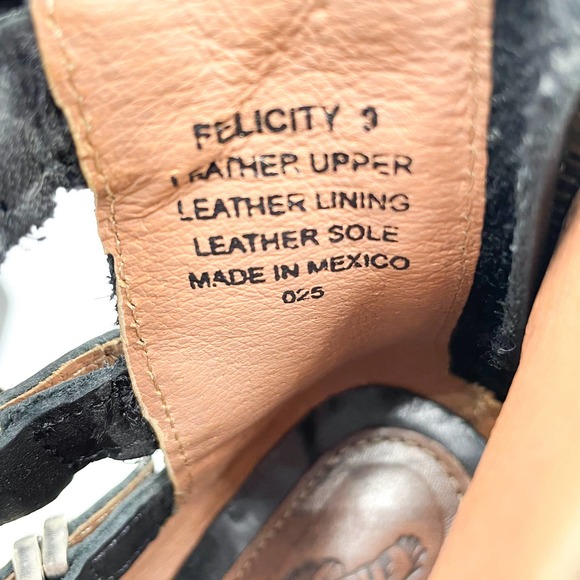 FELICITY 9
LEATHER UPPER
LEATHER LINING
LEATHER SOLE
MADE IN MEXICO
025